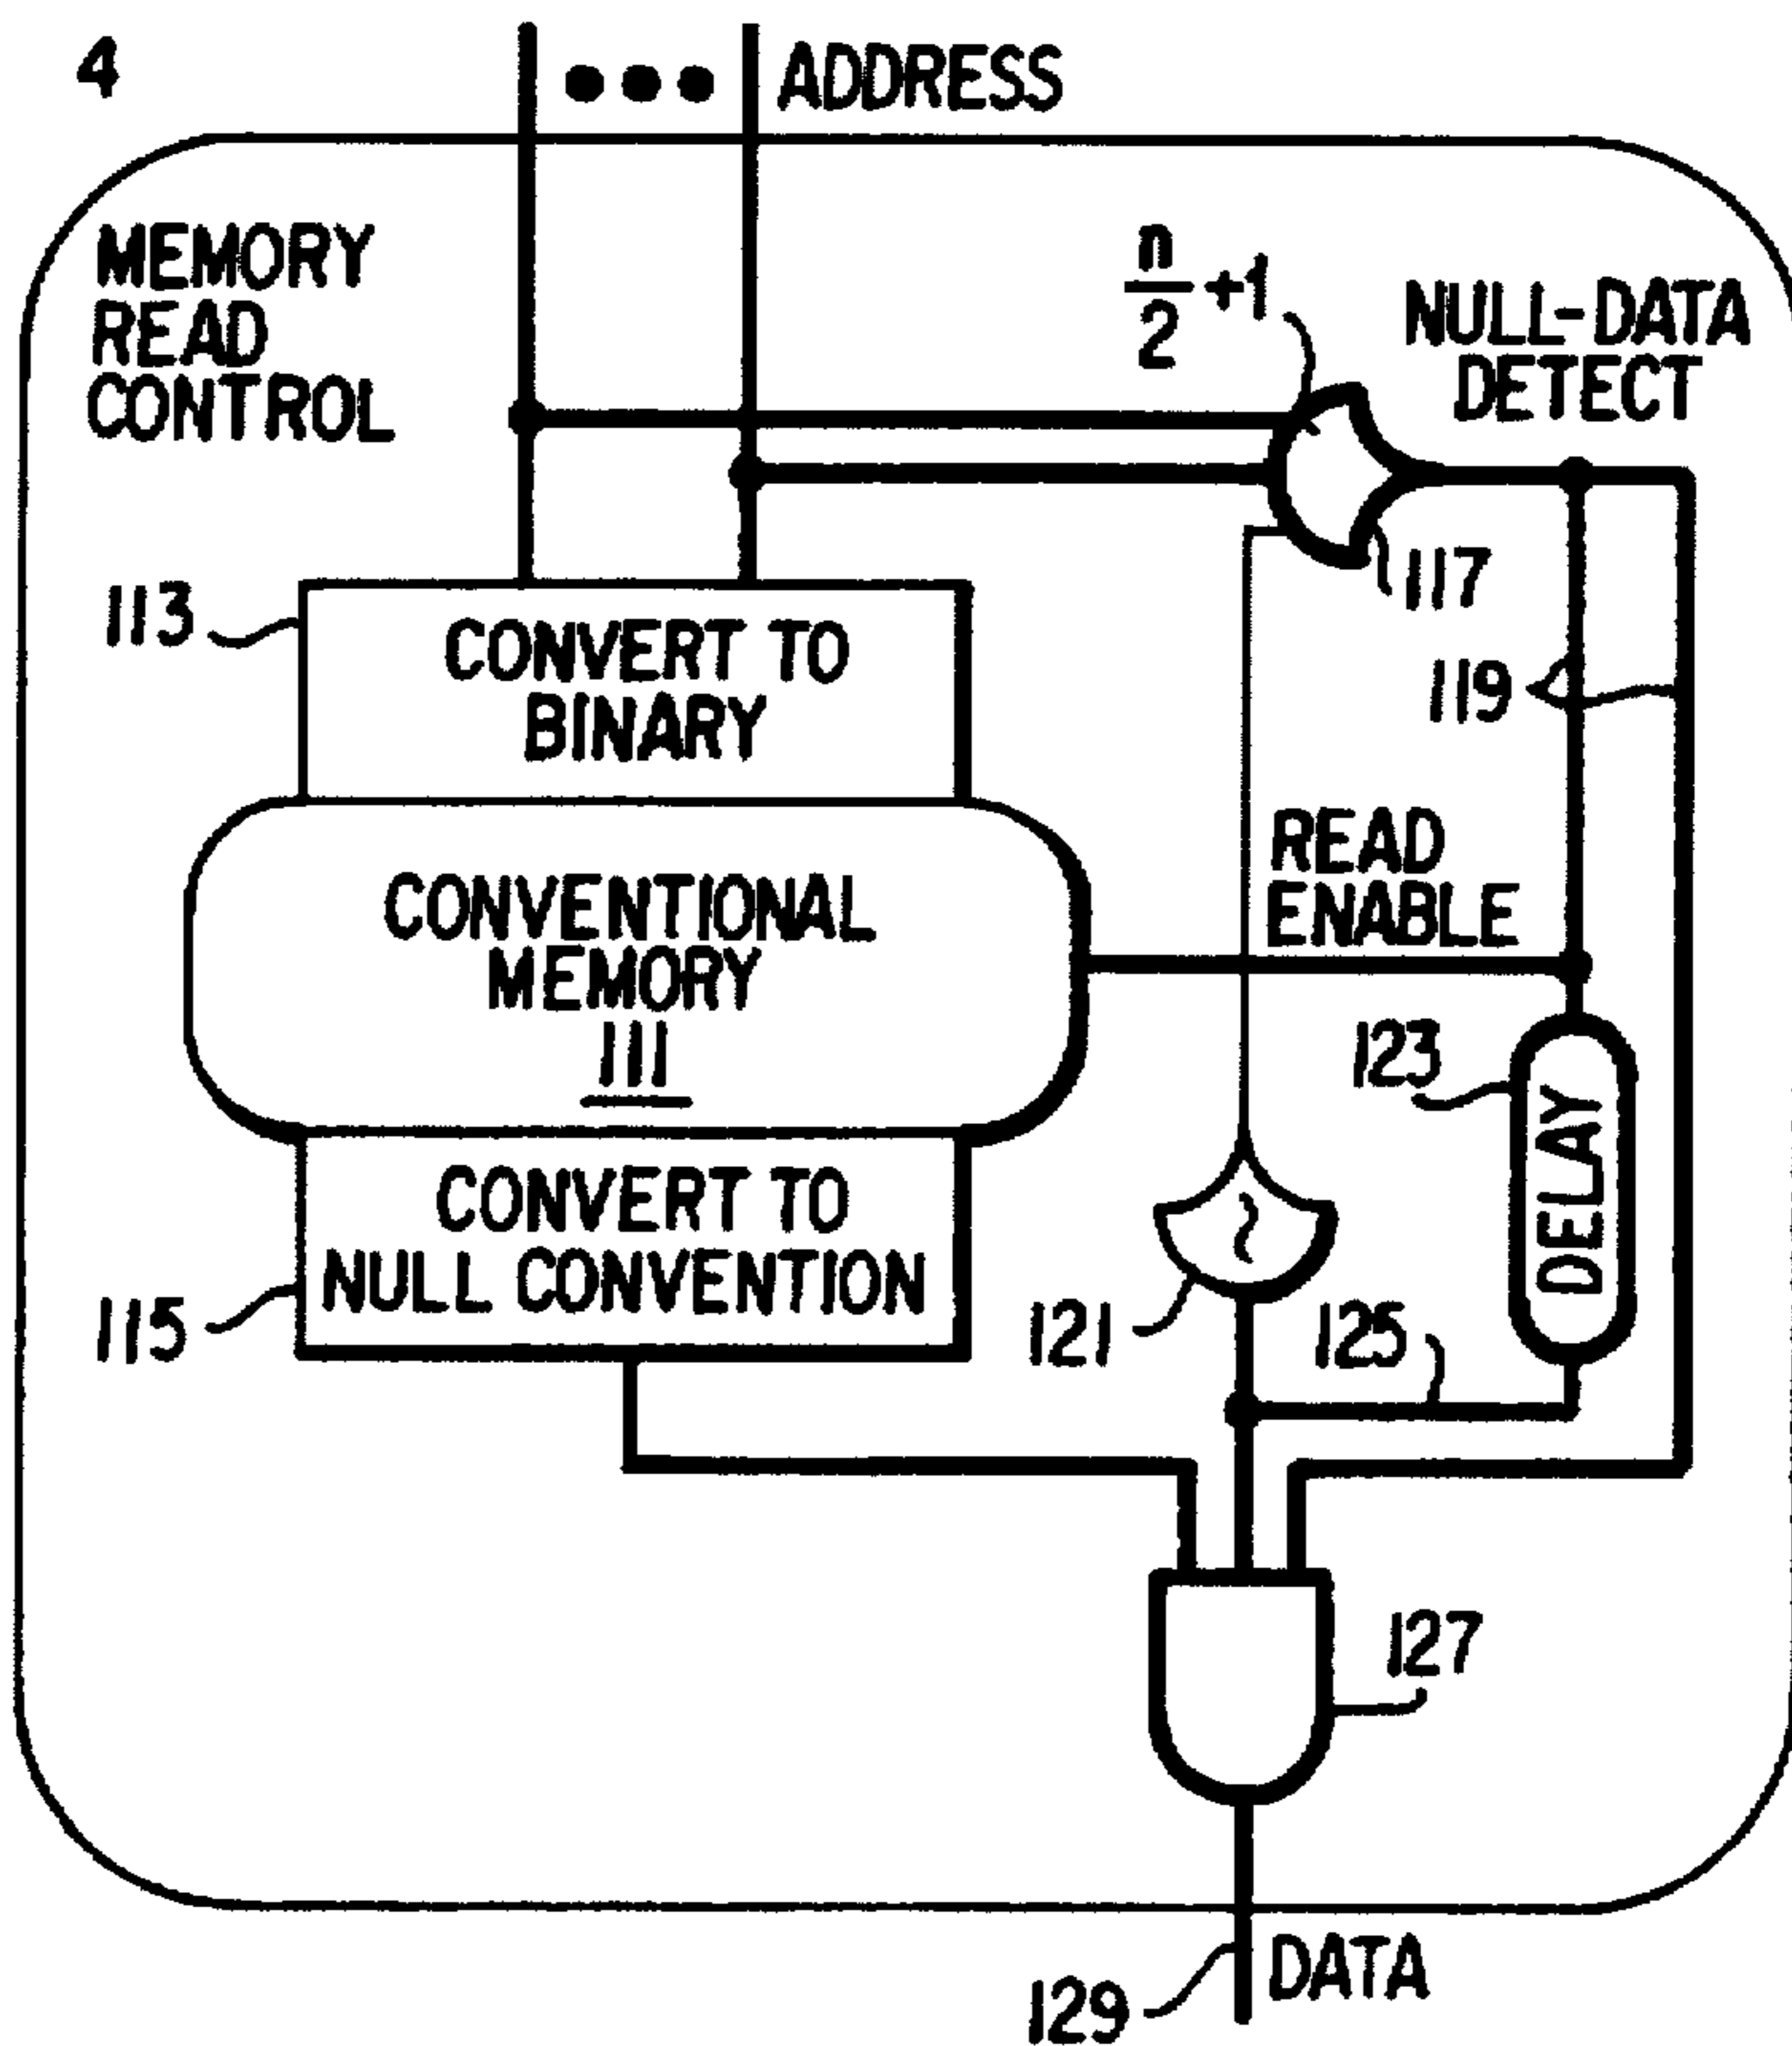 4
ADDRESS
MEMORY
READ
CONTROL
n/2 +1
NULL-DATA
DETECT
117
113
CONVERT TO
BINARY
119
READ
ENABLE
CONVENTIONAL
MEMORY
111
123
DELAY
CONVERT TO
NULL CONVENTION
115
121
125
127
129
DATA